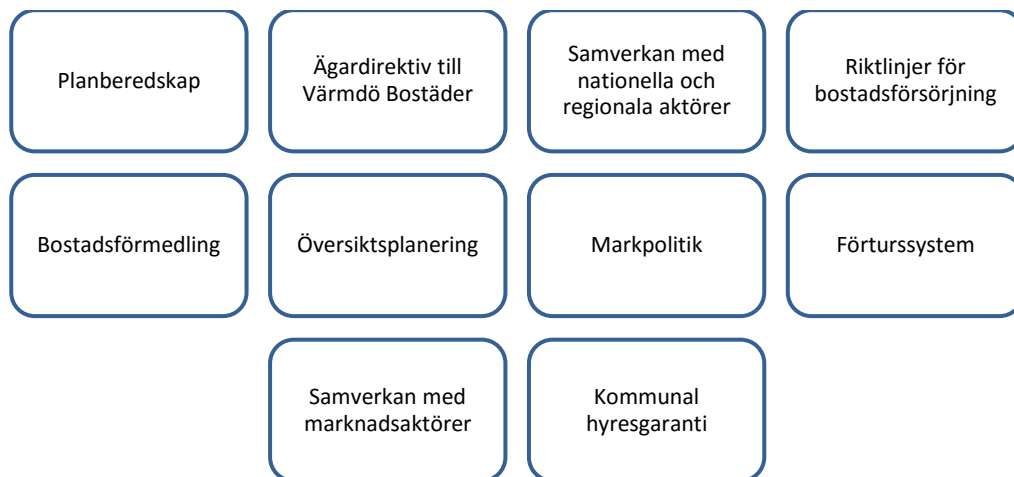 Planberedskap
Ägardirektiv till
Värmdö Bostäder
Samverkan med
nationella och
regionala aktörer
Riktlinjer för
bostadsförsörjning
Bostadsförmedling
Översiktsplanering
Markpolitik
Förturssystem
Samverkan med
marknadsaktörer
Kommunal
hyresgaranti